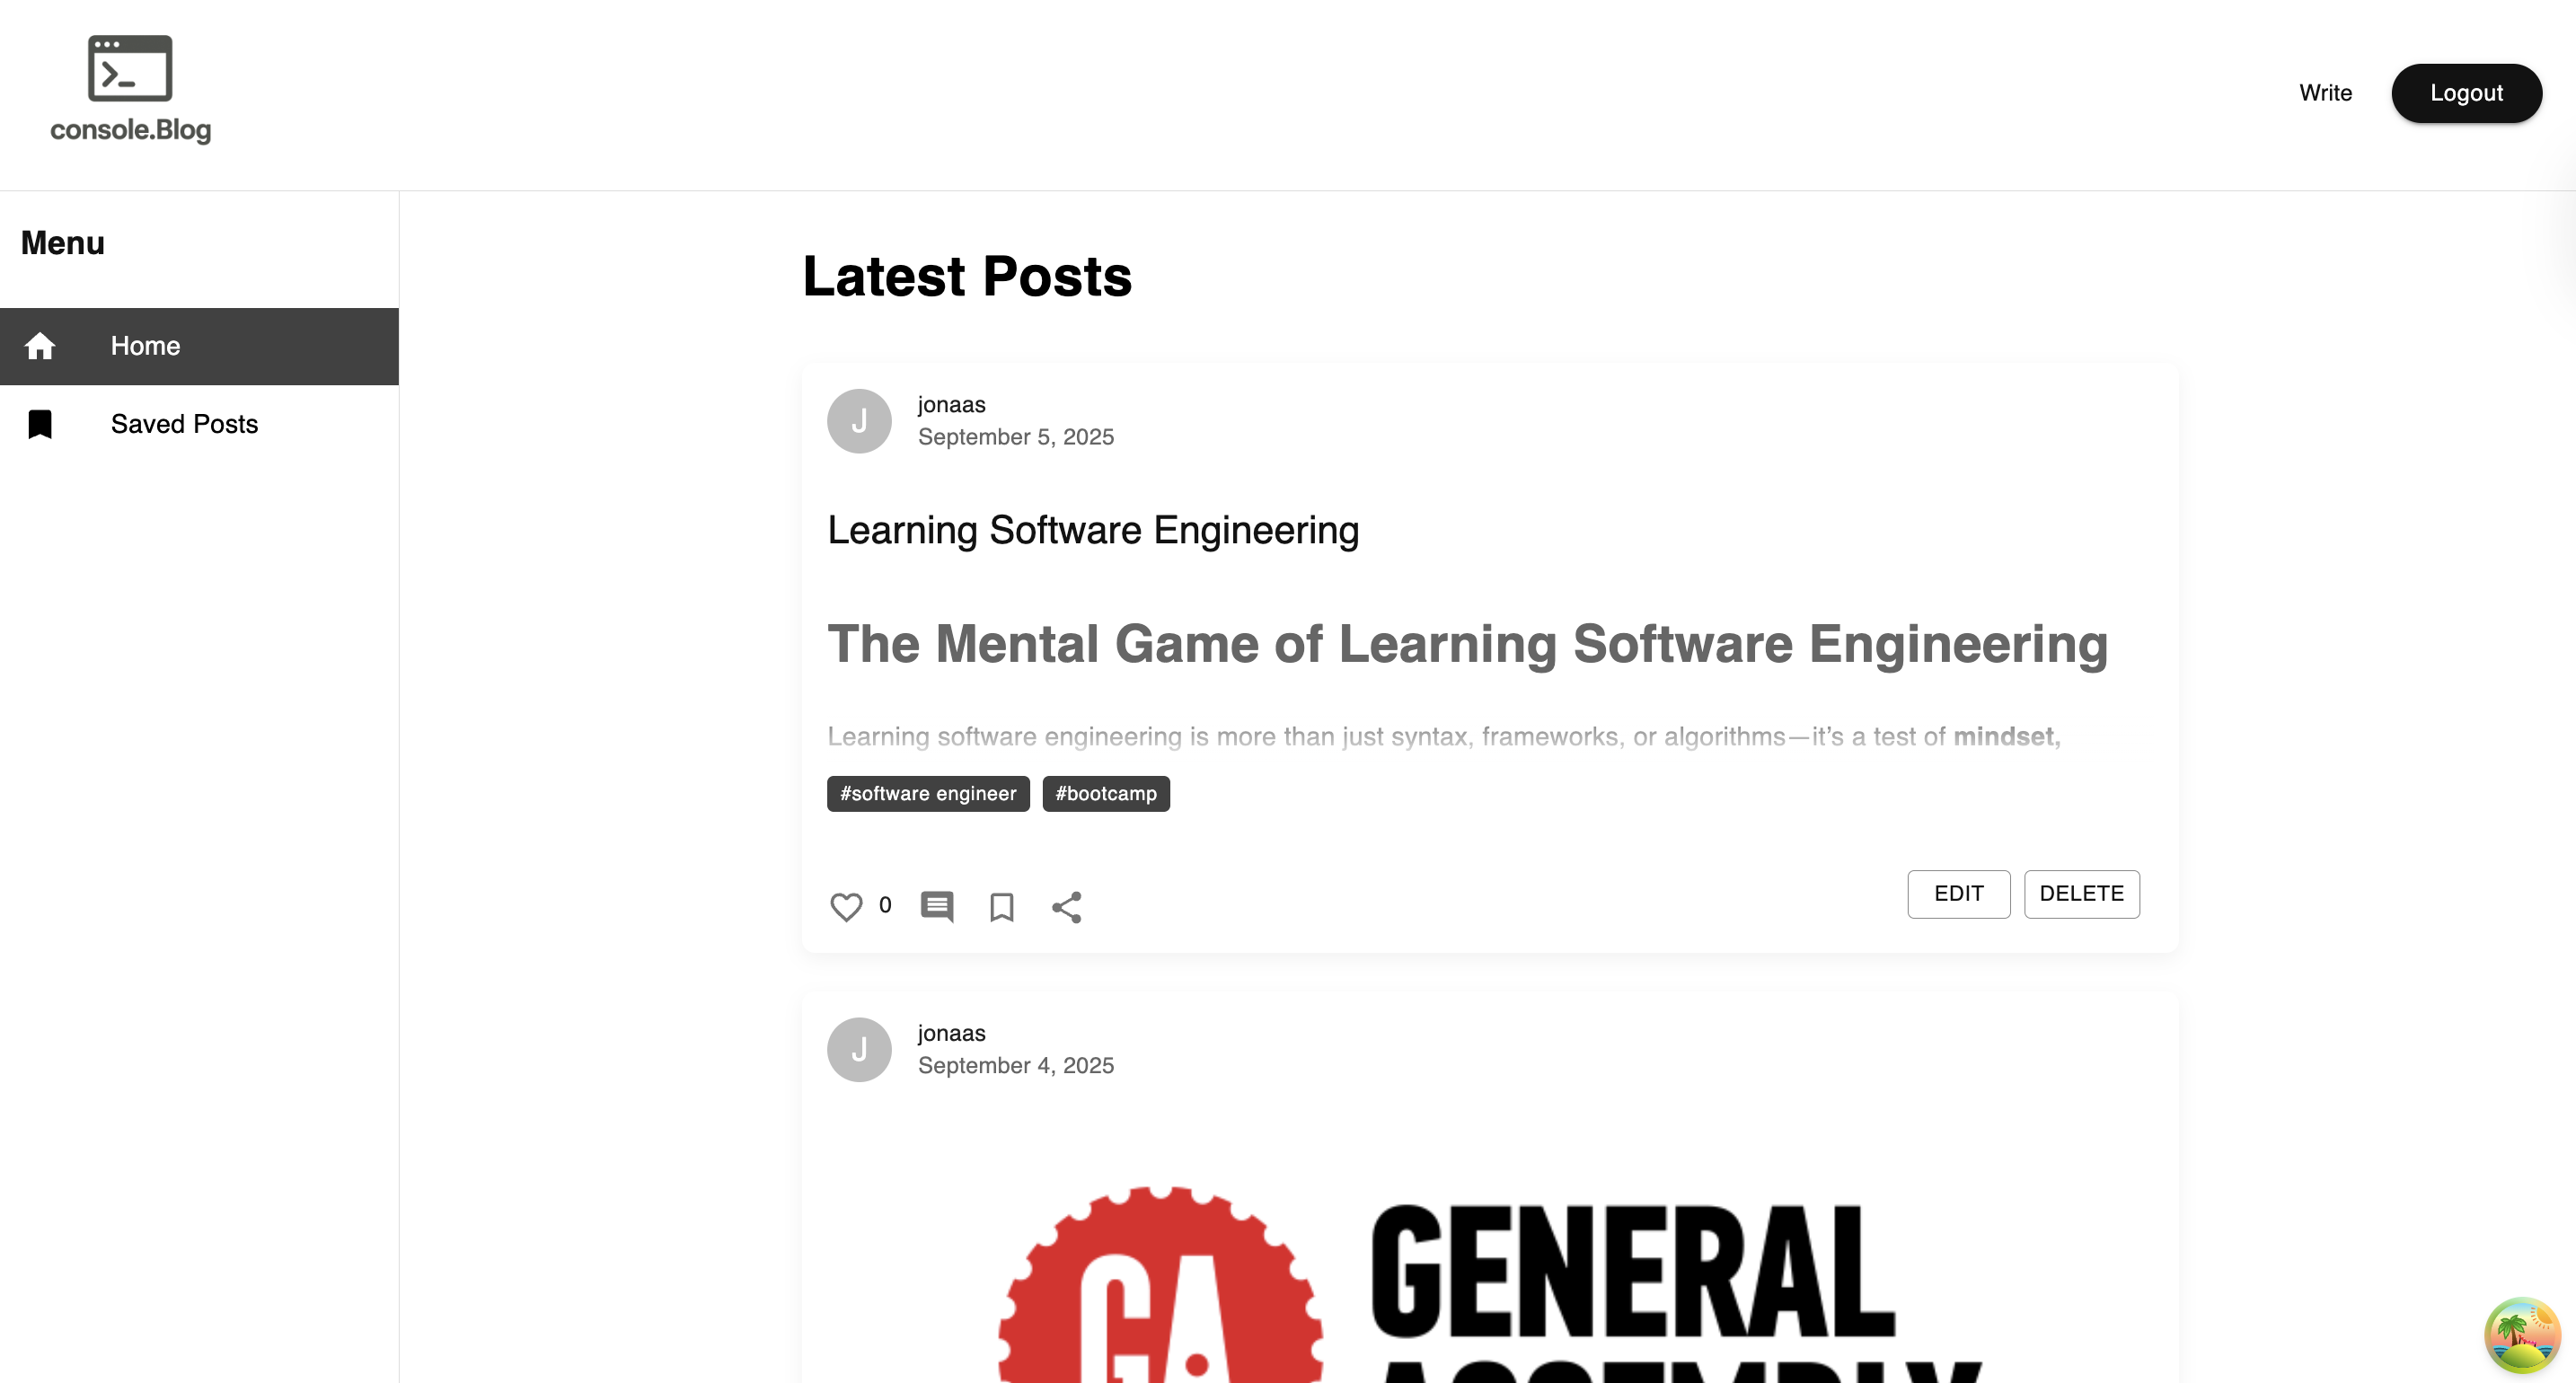 console.Blog
Write
Logout
Menu
Home
Saved Posts
Latest Posts
J
jonaas
September 5, 2025
Learning Software Engineering
The Mental Game of Learning Software Engineering
Learning software engineering is more than just syntax, frameworks, or algorithms—it’s a test of mindset,
#software engineer
#bootcamp
0
EDIT
DELETE
J
jonaas
September 4, 2025
GA
GENERAL
ASSEMBLY